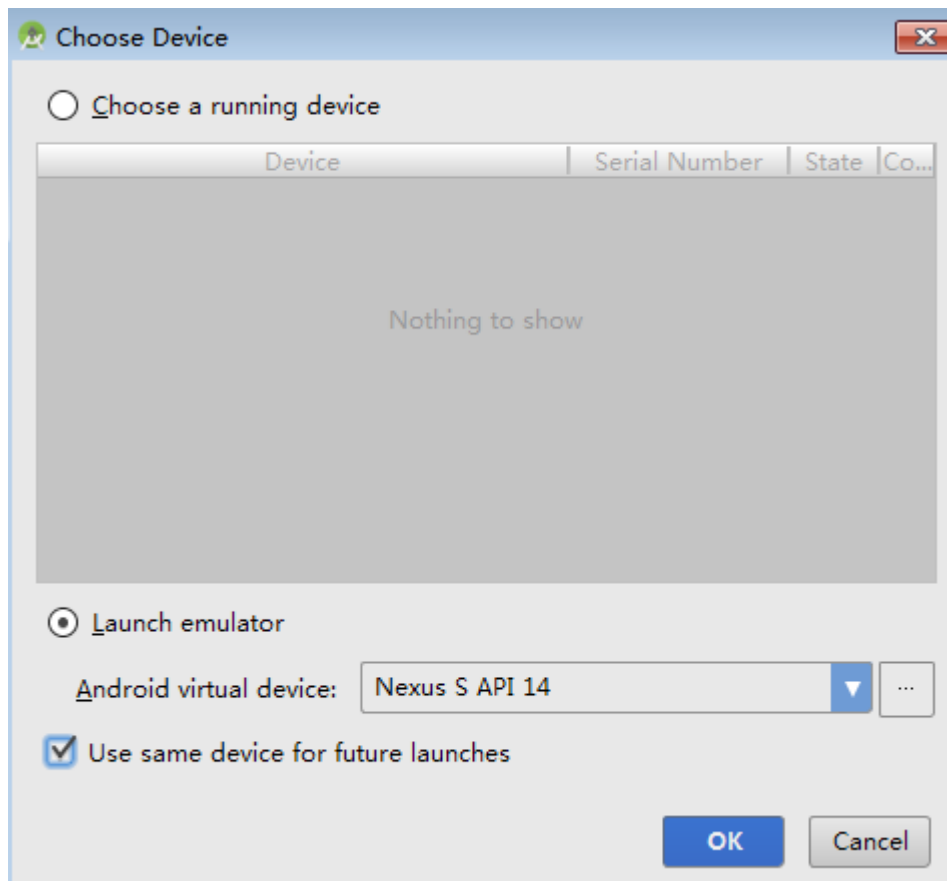 Choose Device
Choose a running device
Device Serial Number State Co...
Nothing to show
Launch emulator
Android virtual device: Nexus S API 14 ...
Use same device for future launches
OK Cancel